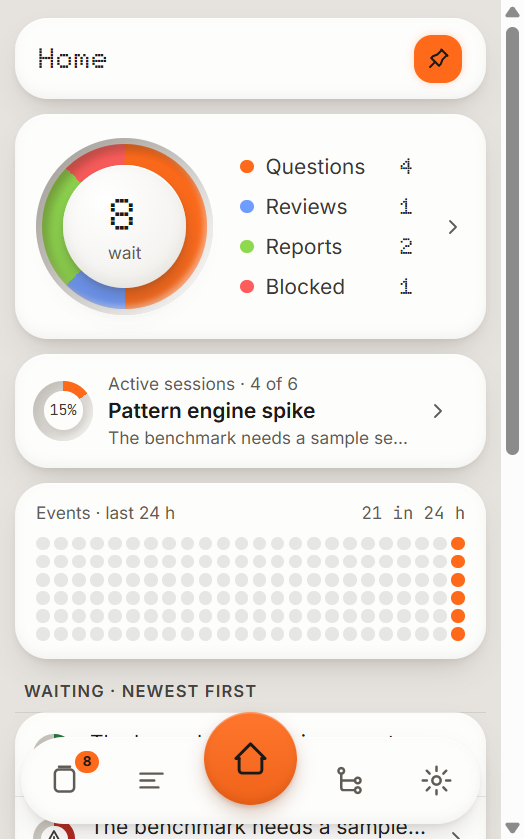 Home
8
wait
Questions 4
Reviews 1
Reports 2
Blocked 1
15%
Active sessions · 4 of 6
Pattern engine spike
The benchmark needs a sample se...
Events · last 24 h 21 in 24 h
WAITING · NEWEST FIRST
8
The benchmark needs a sample...